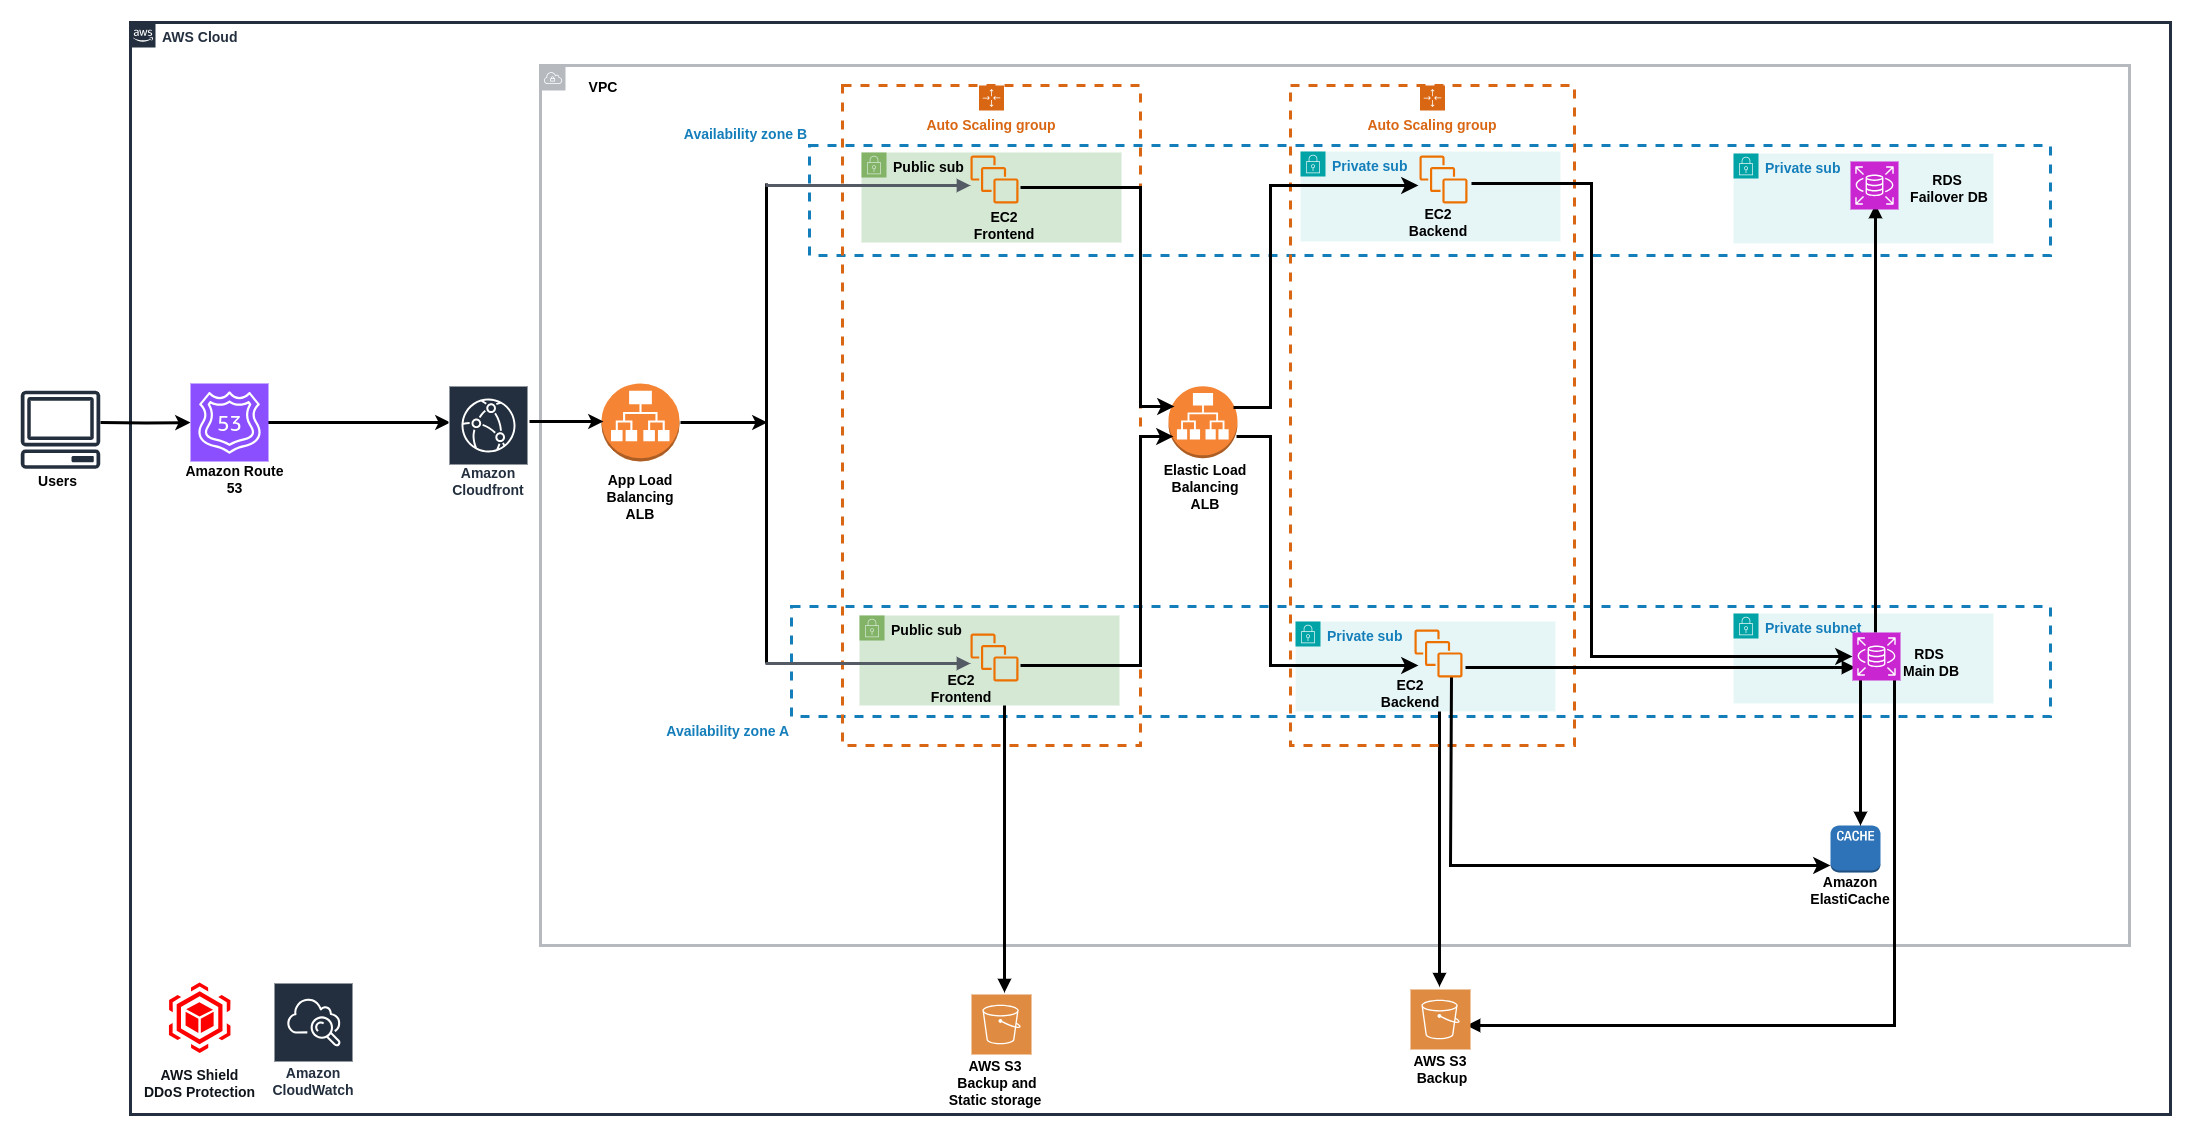 aws
AWS Cloud
VPC
Auto Scaling group
Auto Scaling group
Availability zone B
Public sub
EC2
Frontend
Private sub
EC2
Backend
Private sub
RDS
Failover DB
Users
53
Amazon Route
53
Amazon
Cloudfront
App Load
Balancing
ALB
Elastic Load
Balancing
ALB
Public sub
EC2
Frontend
Private sub
EC2
Backend
Private subnet
RDS
Main DB
Availability zone A
CACHE
Amazon
ElastiCache
AWS Shield
DDoS Protection
Amazon
CloudWatch
AWS S3
Backup and
Static storage
AWS S3
Backup